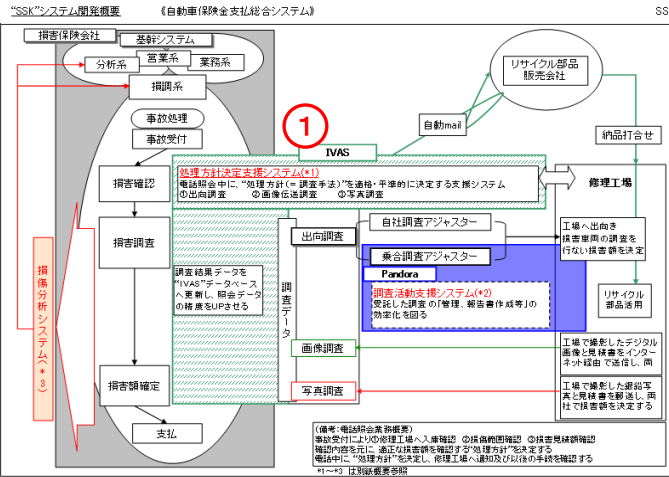 “SSK”システム開発概要
《自動車保険金支払総合システム》
SS
損害保険会社
基幹システム
分析系
営業系
業務系
損調系
事故処理
事故受付
損害確認
損害調査
損害額確定
支払
損傷分析システム(*3)
①
IVAS
処理方針決定支援システム(*1)
電話照会中に、“処理方針(=調査手法)”を適格・平準的に決定する支援システム
①出向調査 ②画像伝送調査 ③写真調査
調査結果データを
“IVAS”データベース
へ更新し、照会データ
の精度をUPさせる
調査データ
出向調査
画像調査
写真調査
自社調査アジャスター
乗合調査アジャスター
Pandora
調査活動支援システム(*2)
受託した調査の「管理、報告書作成等」の
効率化を図る
自動mail
リサイクル部品
販売会社
納品打合せ
修理工場
工場へ出向き
損害車両の調査を
行ない損害額を決定
リサイクル
部品活用
工場で撮影したデジタル
画像と見積書をインター
ネット経由で送信し、両
工場で撮影した銀鉛写
真と見積書を郵送し、両
社で損害額を決定する
(備考:電話照会業務概要)
事故受付により①修理工場へ入庫確認 ②損傷範囲確認 ③損害見積額確認
確認内容を元に、適正な損害額を確認する“処理方針”を決定する
電話中に、“処理方針”を決定し、修理工場へ通知及び以後の手続を確認する
*1～*3 は別紙概要参照